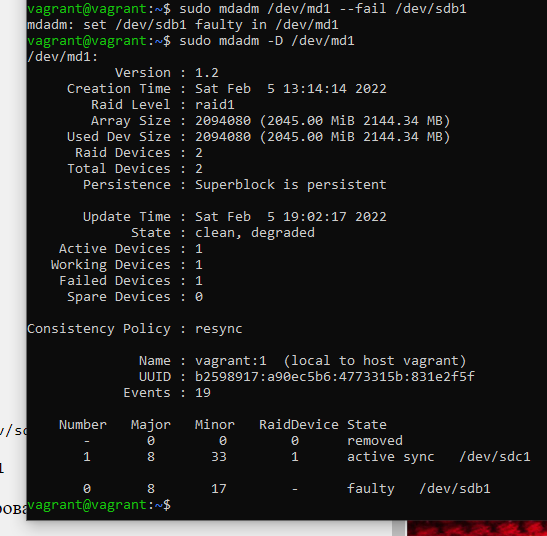 vagrant@vagrant:~$ sudo mdadm /dev/md1 --fail /dev/sdb1
mdadm: set /dev/sdb1 faulty in /dev/md1
vagrant@vagrant:~$ sudo mdadm -D /dev/md1
/dev/md1:
Version : 1.2
Creation Time : Sat Feb  5 13:14:14 2022
Raid Level : raid1
Array Size : 2094080 (2045.00 MiB 2144.34 MB)
Used Dev Size : 2094080 (2045.00 MiB 2144.34 MB)
Raid Devices : 2
Total Devices : 2
Persistence : Superblock is persistent
Update Time : Sat Feb  5 19:02:17 2022
State : clean, degraded
Active Devices : 1
Working Devices : 1
Failed Devices : 1
Spare Devices : 0
Consistency Policy : resync
Name : vagrant:1  (local to host vagrant)
UUID : b2598917:a90ec5b6:4773315b:831e2f5f
Events : 19
Number   Major   Minor   RaidDevice State
-       0        0        0      removed
1       8       33        1      active sync   /dev/sdc1
0       8       17        -      faulty   /dev/sdb1
vagrant@vagrant:~$